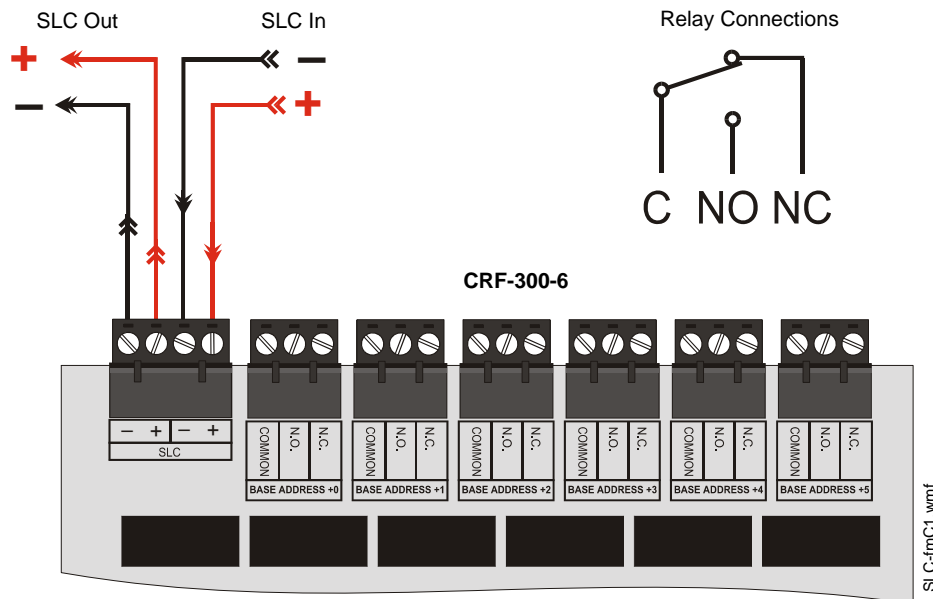 SLC Out
SLC In
Relay Connections
+
−
−
+
C NO NC
CRF-300-6
− + − +
SLC
COMMON N.O. N.C.
BASE ADDRESS +0
COMMON N.O. N.C.
BASE ADDRESS +1
COMMON N.O. N.C.
BASE ADDRESS +2
COMMON N.O. N.C.
BASE ADDRESS +3
COMMON N.O. N.C.
BASE ADDRESS +4
COMMON N.O. N.C.
BASE ADDRESS +5
SLC-fmC1.wmf